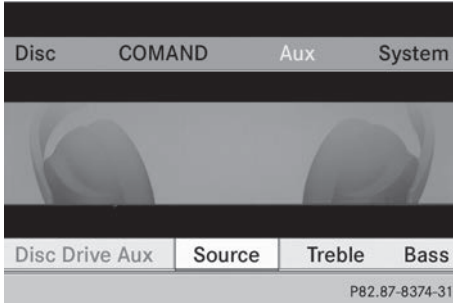 Disc COMAND Aux System
Disc Drive Aux Source Treble Bass
P82.87-8374-31